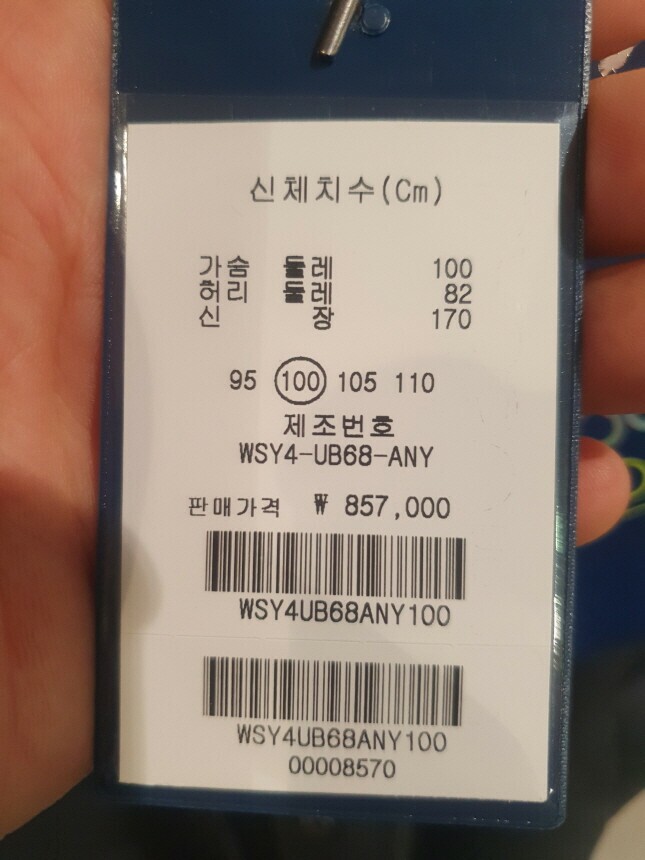 신체치수(Cm)
가슴 둘레 100
허리 둘레 82
신 장 170
95 100 105 110
제조번호
WSY4-UB68-ANY
판매가격 ₩ 857,000
WSY4UB68ANY100
WSY4UB68ANY100
00008570